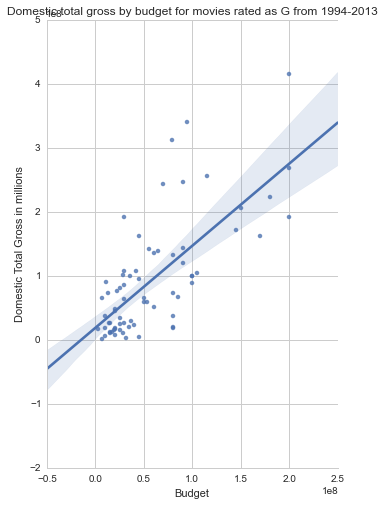 Domestic total gross by budget for movies rated as G from 1994-2013
1e8
5
4
3
2
1
0
−1
−2
Domestic Total Gross in millions
−0.5 0.0 0.5 1.0 1.5 2.0 2.5
1e8
Budget